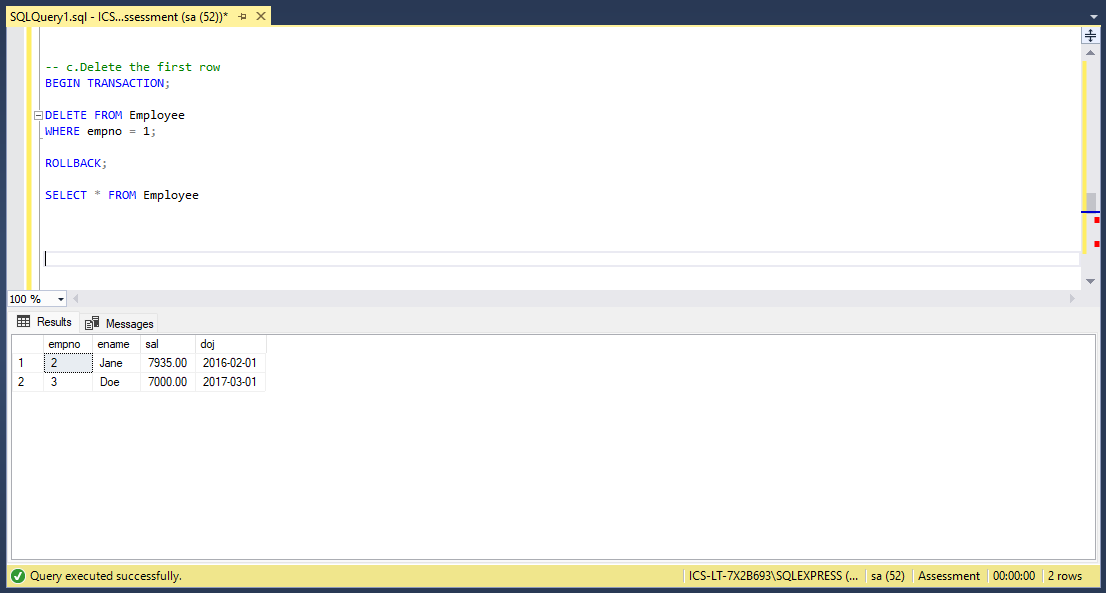 SQLQuery1.sql - ICS...ssessment (sa (52))*
-- c.Delete the first row
BEGIN TRANSACTION;
DELETE FROM Employee
WHERE empno = 1;
ROLLBACK;
SELECT * FROM Employee
100 %
Results Messages
empno ename sal doj
1 2 Jane 7935.00 2016-02-01
2 3 Doe 7000.00 2017-03-01
Query executed successfully. ICS-LT-7X2B693\SQLEXPRESS (... sa (52) Assessment 00:00:00 2 rows